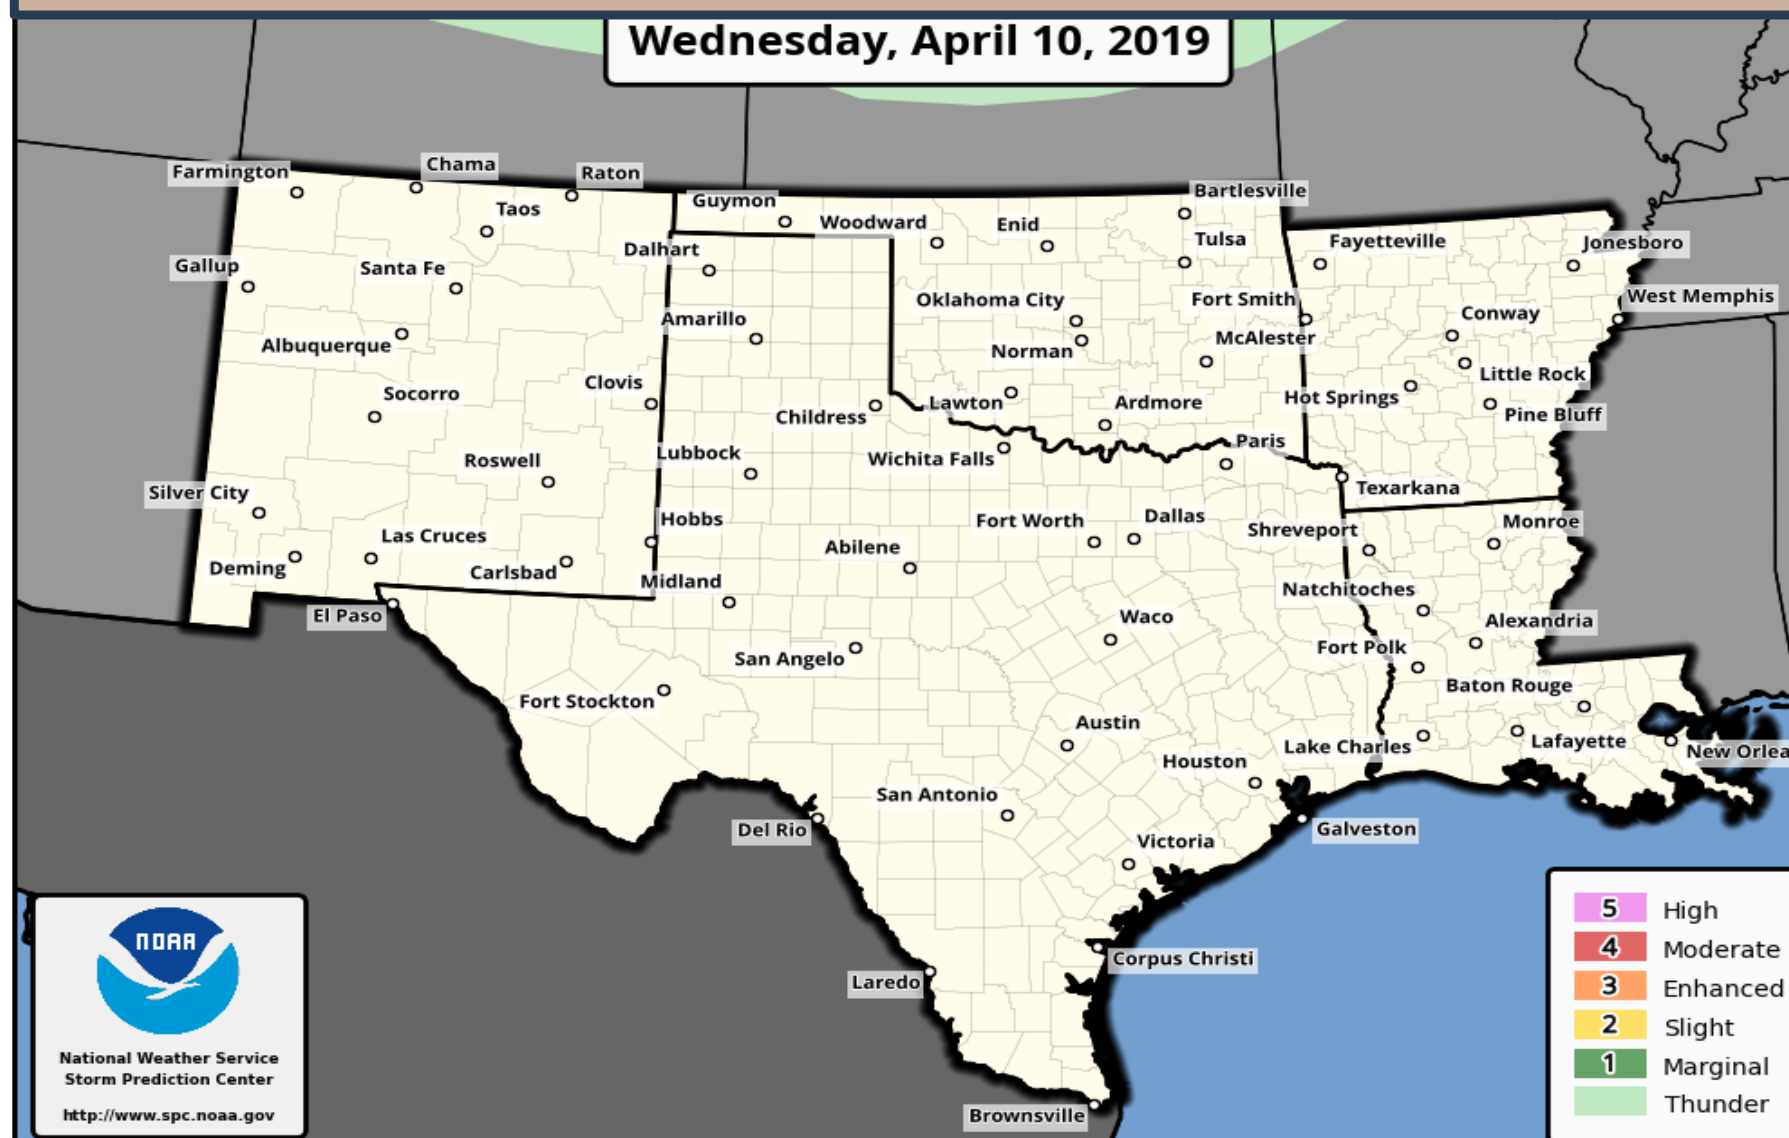 Wednesday, April 10, 2019
Farmington
Chama
Raton
Taos
Guymon
Woodward
Enid
Bartlesville
Tulsa
Fayetteville
Jonesboro
Gallup
Santa Fe
Dalhart
Oklahoma City
Fort Smith
West Memphis
Albuquerque
Amarillo
Norman
McAlester
Conway
Socorro
Clovis
Childress
Lawton
Ardmore
Hot Springs
Little Rock
Pine Bluff
Roswell
Lubbock
Wichita Falls
Paris
Texarkana
Silver City
Hobbs
Fort Worth
Dallas
Shreveport
Monroe
Las Cruces
Deming
Carlsbad
Midland
Abilene
Natchitoches
El Paso
San Angelo
Waco
Fort Polk
Alexandria
Fort Stockton
Baton Rouge
Austin
Houston
Lake Charles
Lafayette
New Orlea
San Antonio
Del Rio
Victoria
Galveston
Corpus Christi
Laredo
Brownsville
NOAA
National Weather Service
Storm Prediction Center
http://www.spc.noaa.gov
5 High
4 Moderate
3 Enhanced
2 Slight
1 Marginal
Thunder